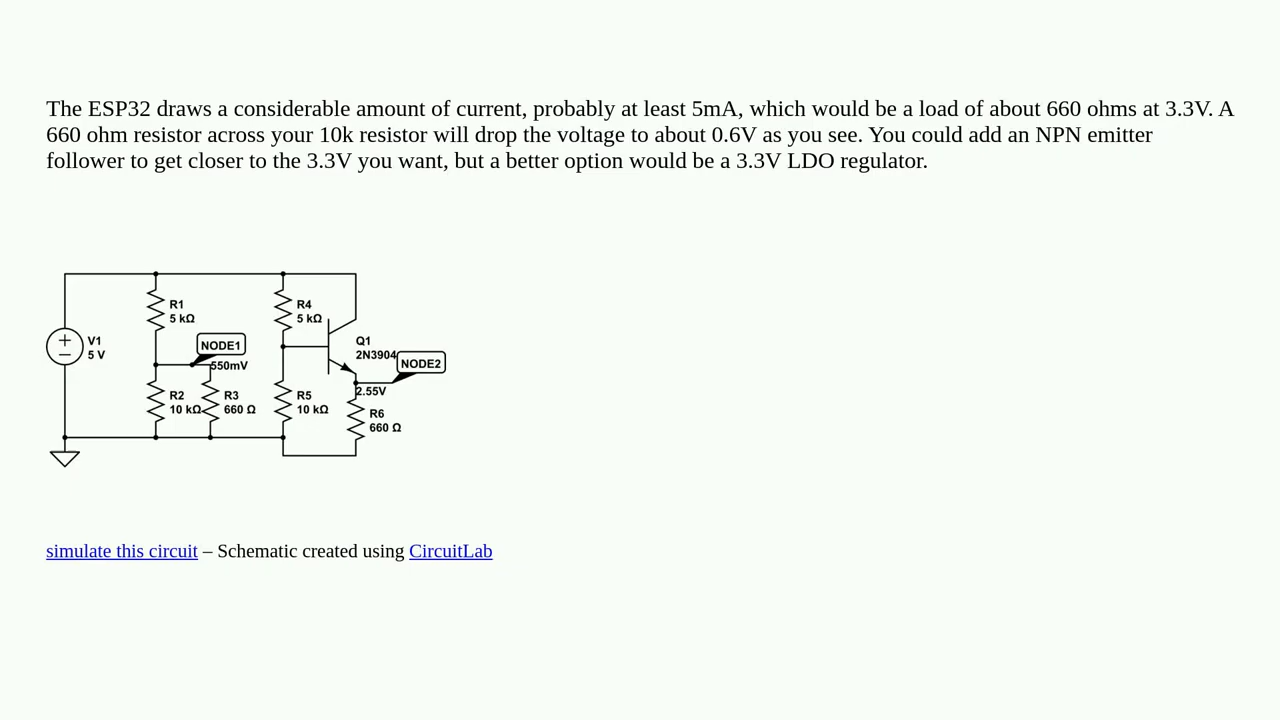 The ESP32 draws a considerable amount of current, probably at least 5mA, which would be a load of about 660 ohms at 3.3V. A
660 ohm resistor across your 10k resistor will drop the voltage to about 0.6V as you see. You could add an NPN emitter
follower to get closer to the 3.3V you want, but a better option would be a 3.3V LDO regulator.
R1
5 kΩ
R4
5 kΩ
V1
5 V
NODE1
550mV
Q1
2N3904
NODE2
2.55V
R2
10 kΩ
R3
660 Ω
R5
10 kΩ
R6
660 Ω
simulate this circuit – Schematic created using CircuitLab